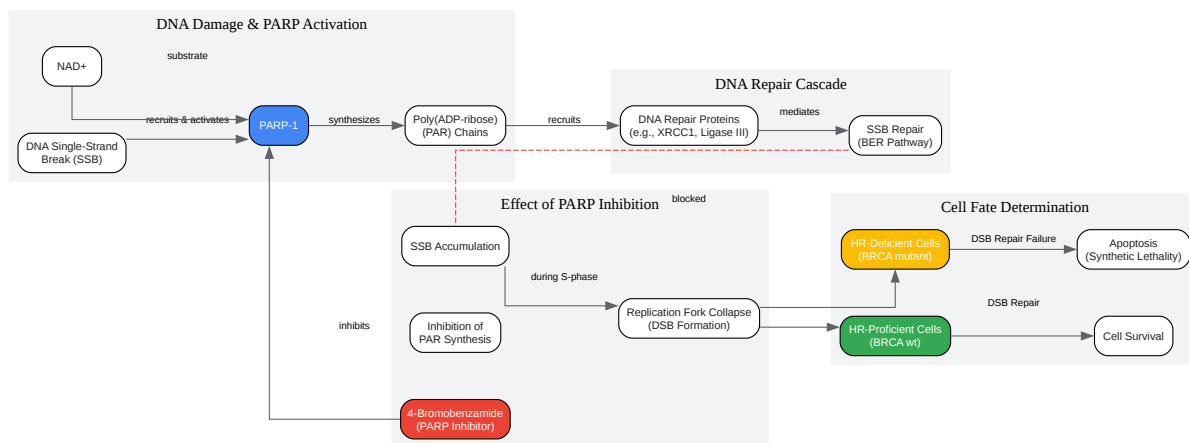 DNA Damage & PARP Activation
substrate
NAD+
recruits & activates
PARP-1
synthesizes
Poly(ADP-ribose)
(PAR) Chains
DNA Single-Strand
Break (SSB)
recruits
DNA Repair Cascade
DNA Repair Proteins
(e.g., XRCC1, Ligase III)
mediates
SSB Repair
(BER Pathway)
Effect of PARP Inhibition
blocked
SSB Accumulation
during S-phase
Replication Fork Collapse
(DSB Formation)
inhibits
Inhibition of
PAR Synthesis
4-Bromobenzamide
(PARP Inhibitor)
Cell Fate Determination
HR-Deficient Cells
(BRCA mutant)
DSB Repair Failure
Apoptosis
(Synthetic Lethality)
DSB Repair
HR-Proficient Cells
(BRCA wt)
Cell Survival